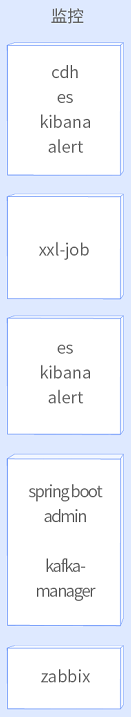 监控
cdh
es
kibana
alert
xxl-job
es
kibana
alert
spring boot
admin
kafka-
manager
zabbix